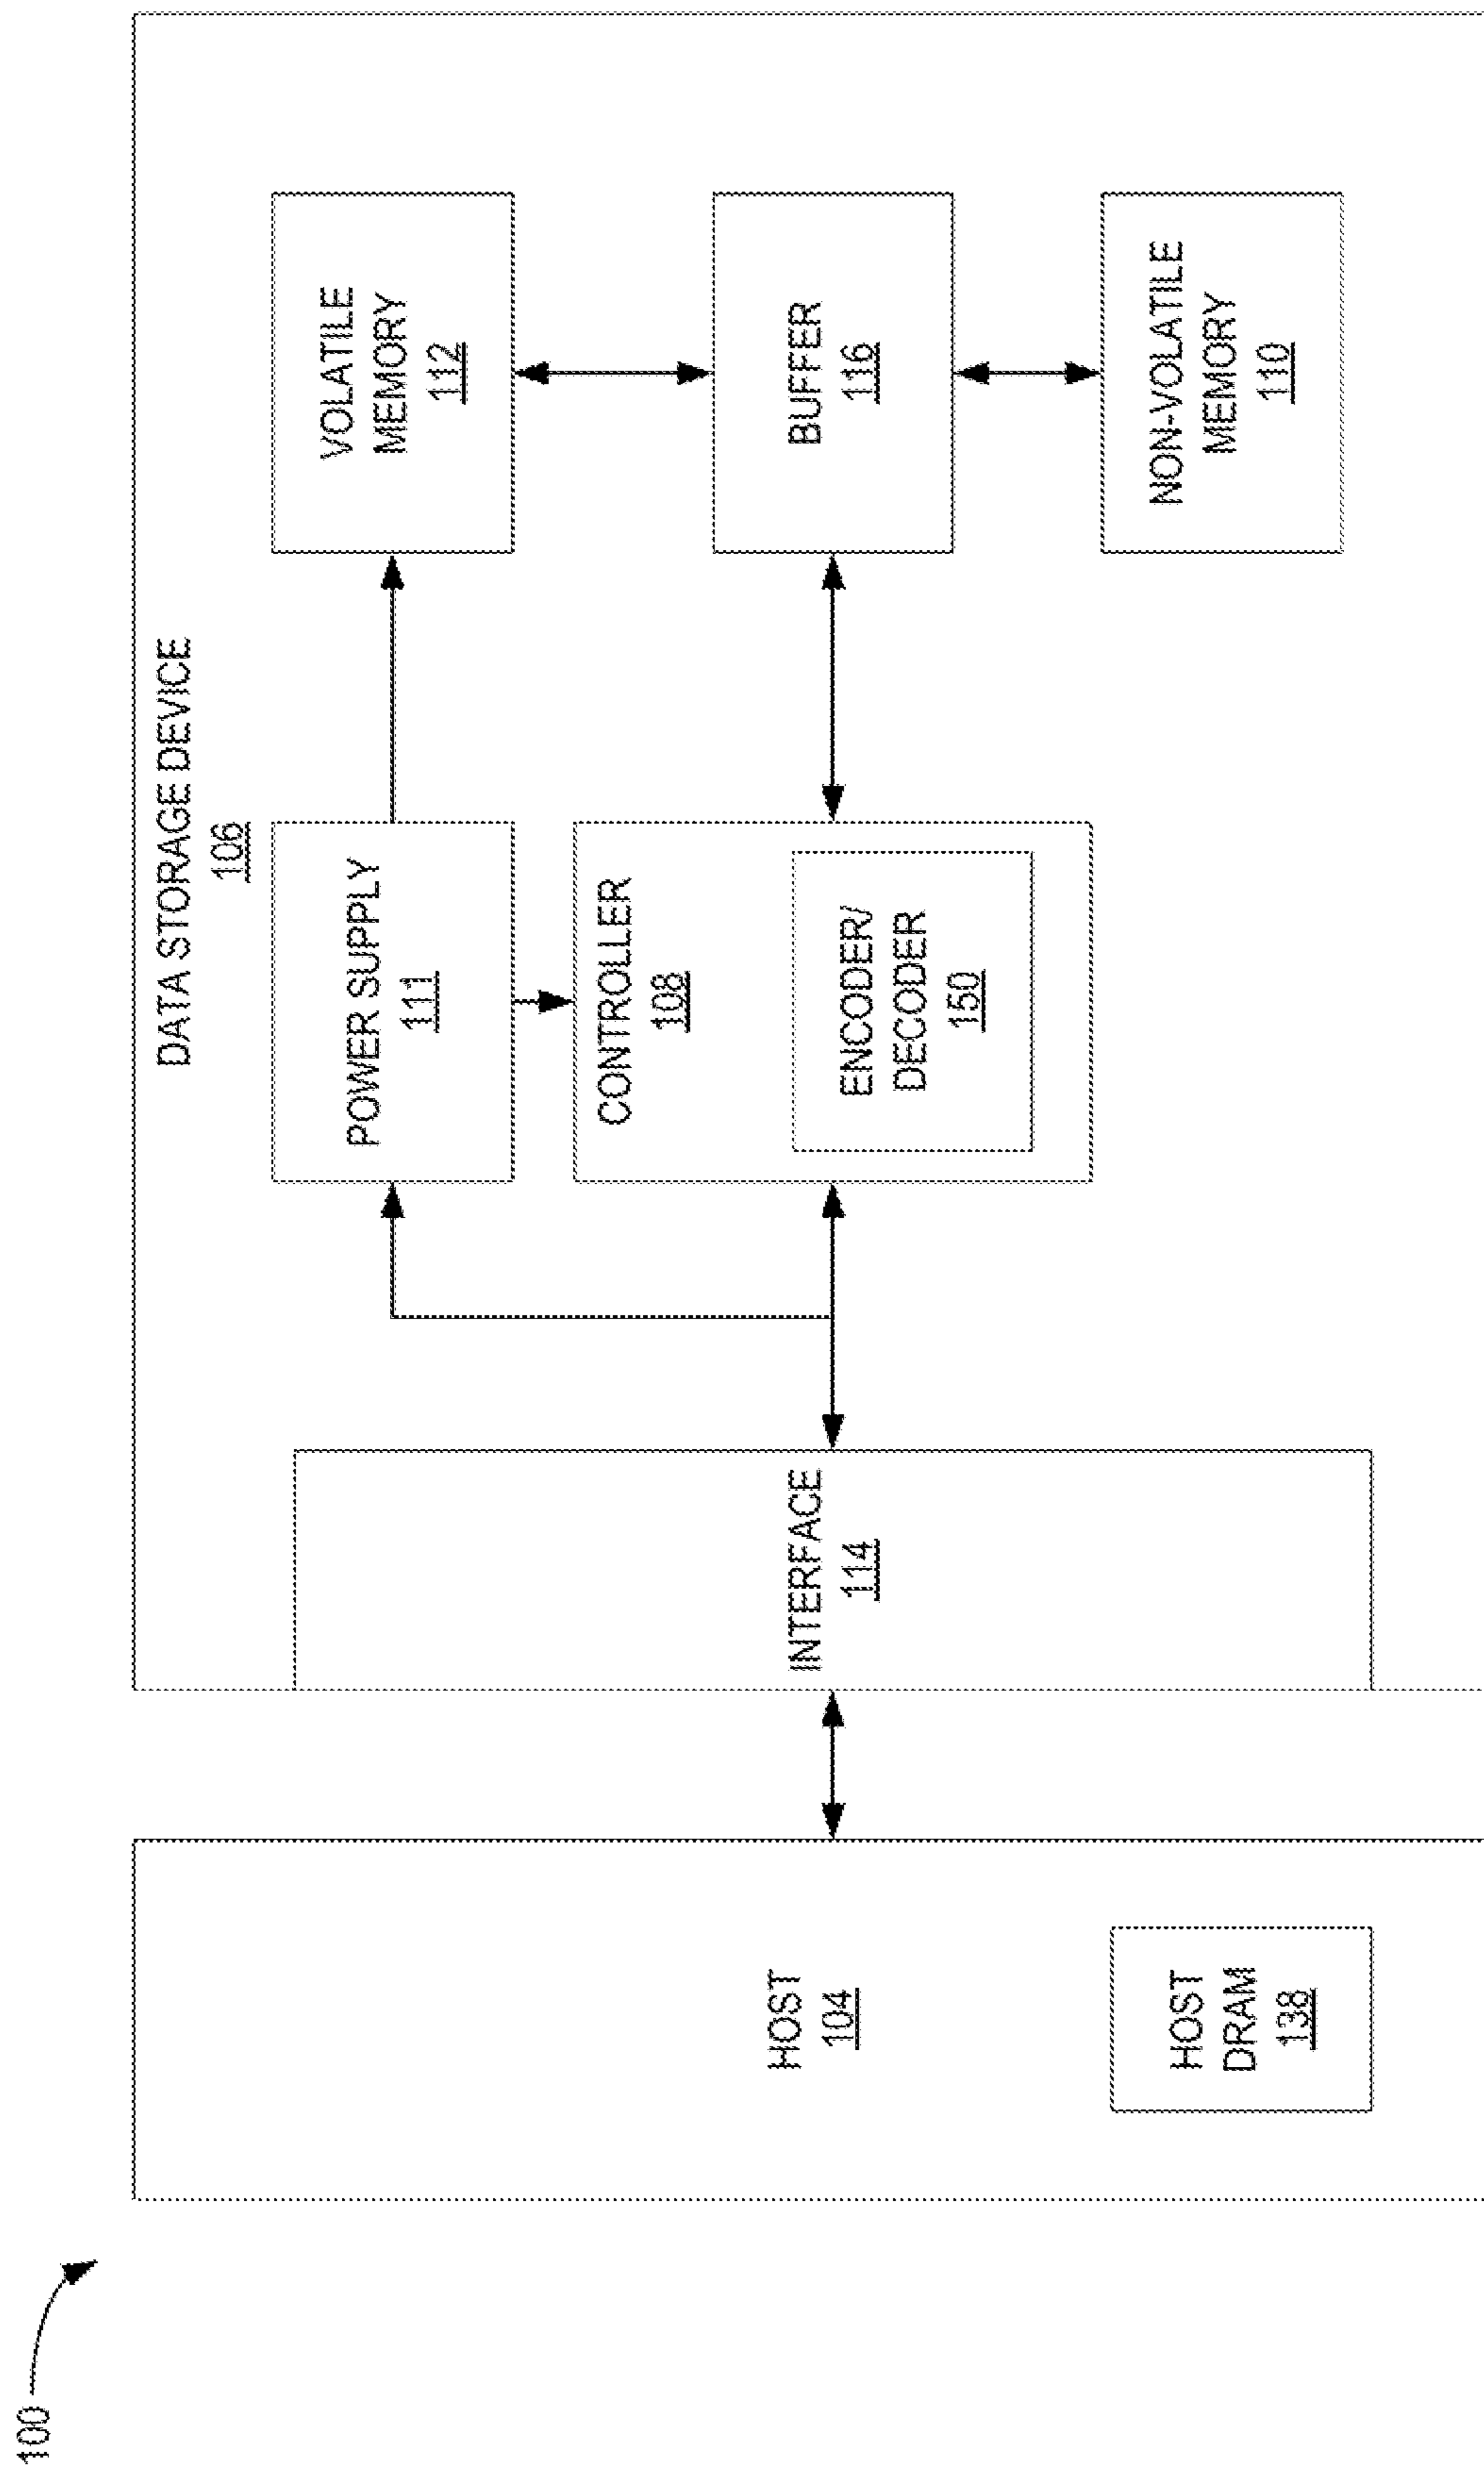 100
HOST
104
HOST
DRAM
138
DATA STORAGE DEVICE
106
INTERFACE
114
POWER SUPPLY
111
CONTROLLER
108
ENCODER/
DECODER
150
VOLATILE
MEMORY
112
BUFFER
116
NON-VOLATILE
MEMORY
110